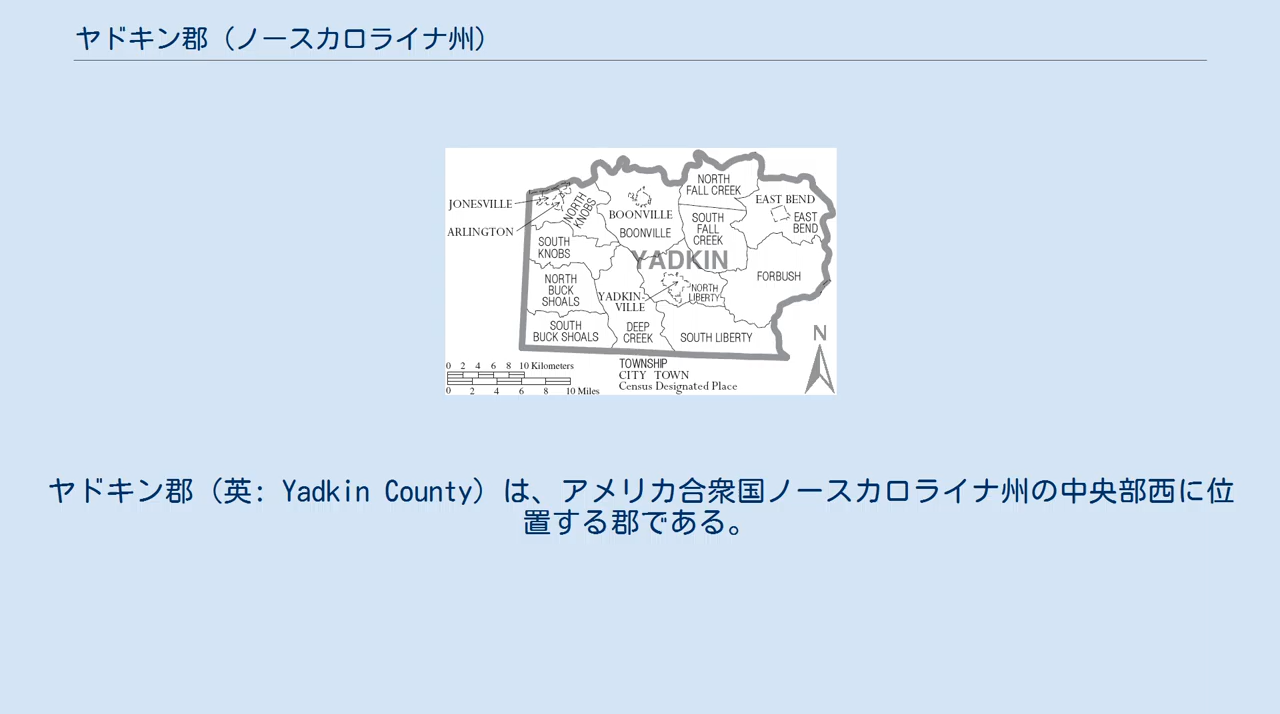 ヤドキン郡（ノースカロライナ州）
NORTH
FALL CREEK
JONESVILLE
NORTH
KNOBS
EAST BEND
BOONVILLE
ARLINGTON
BOONVILLE
SOUTH
FALL
CREEK
EAST
BEND
SOUTH
KNOBS
YADKIN
FORBUSH
NORTH
BUCK
SHOALS
YADKIN-
VILLE
NORTH
LIBERTY
SOUTH
BUCK SHOALS
DEEP
CREEK
SOUTH LIBERTY
N
0 2 4 6 8 10 Kilometers
0 2 4 6 8 10 Miles
TOWNSHIP
CITY TOWN
Census Designated Place
ヤドキン郡（英: Yadkin County）は、アメリカ合衆国ノースカロライナ州の中央部西に位
置する郡である。